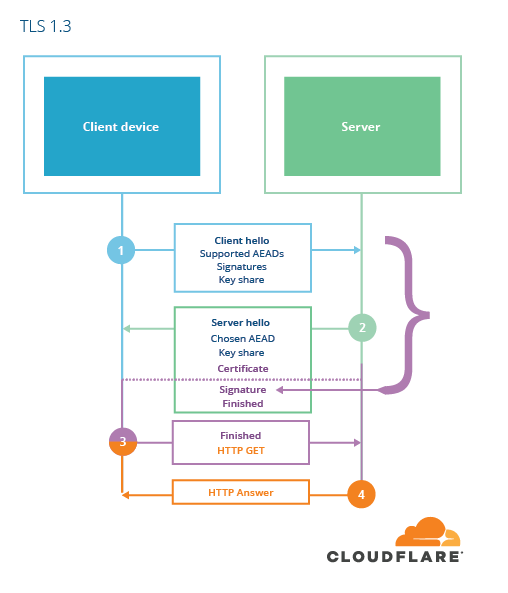 TLS 1.3
Client device
Server
1
Client hello
Supported AEADs
Signatures
Key share
Server hello
2
Chosen AEAD
Key share
Certificate
Signature
Finished
3
Finished
HTTP GET
HTTP Answer
4
CLOUDFLARE